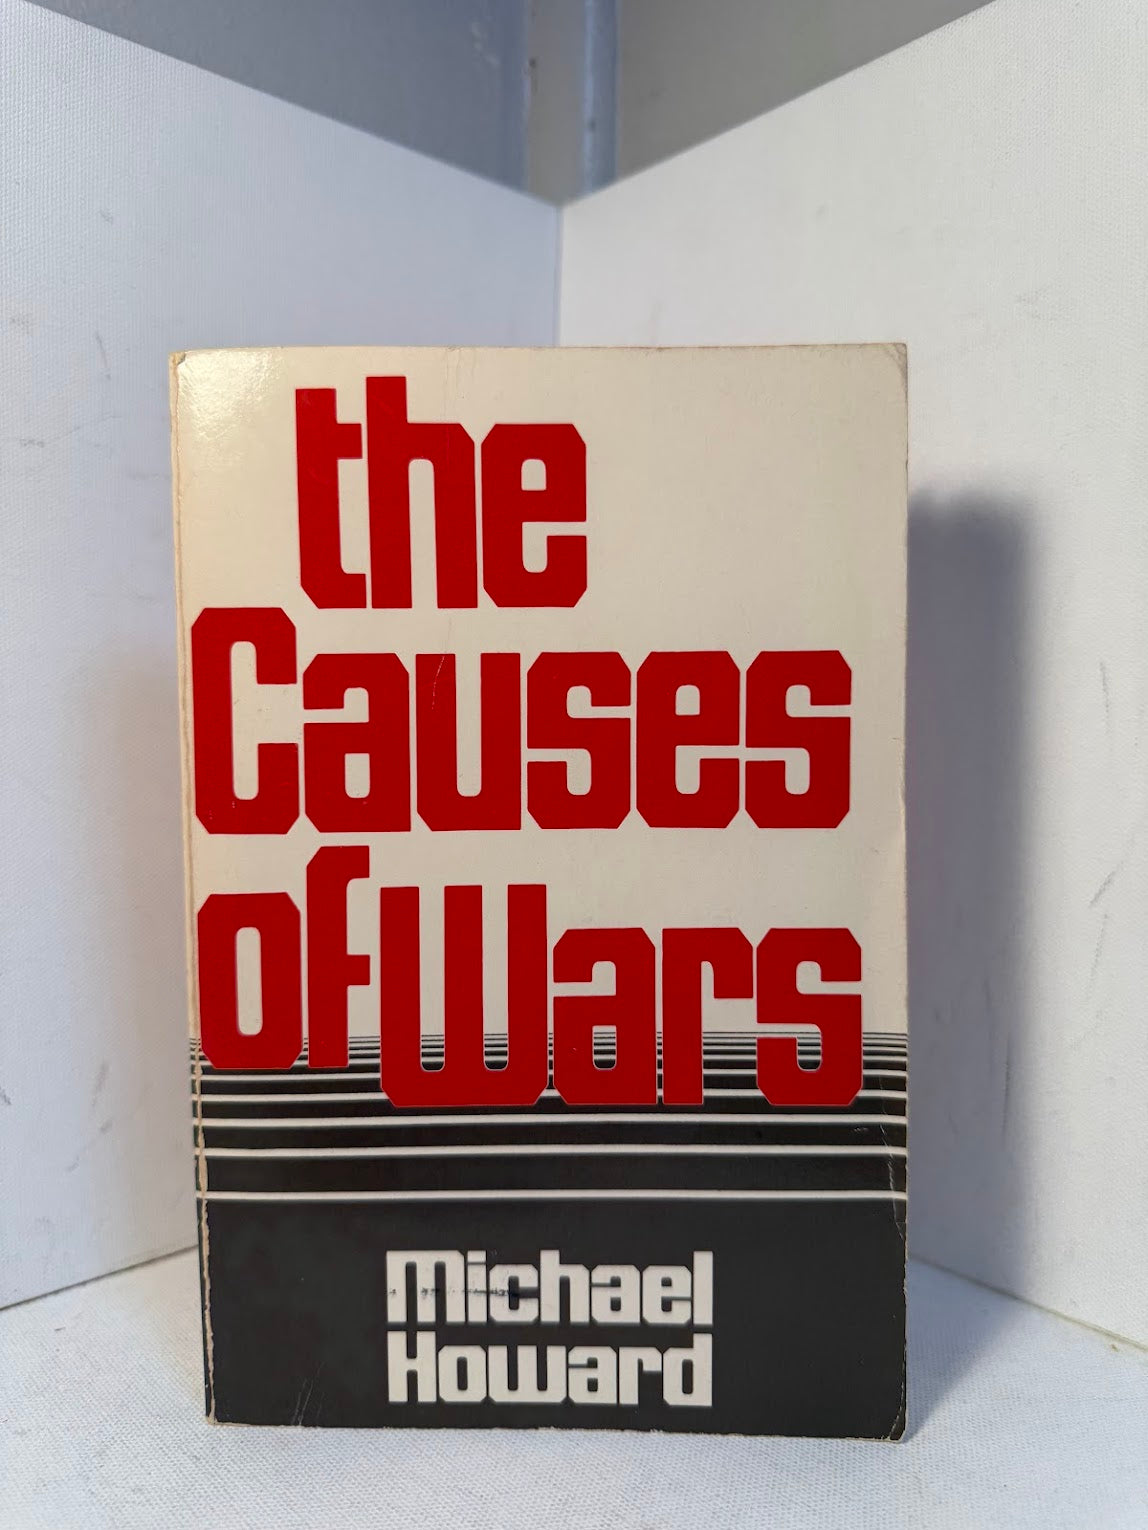 the
Causes
of Wars
Michael
Howard